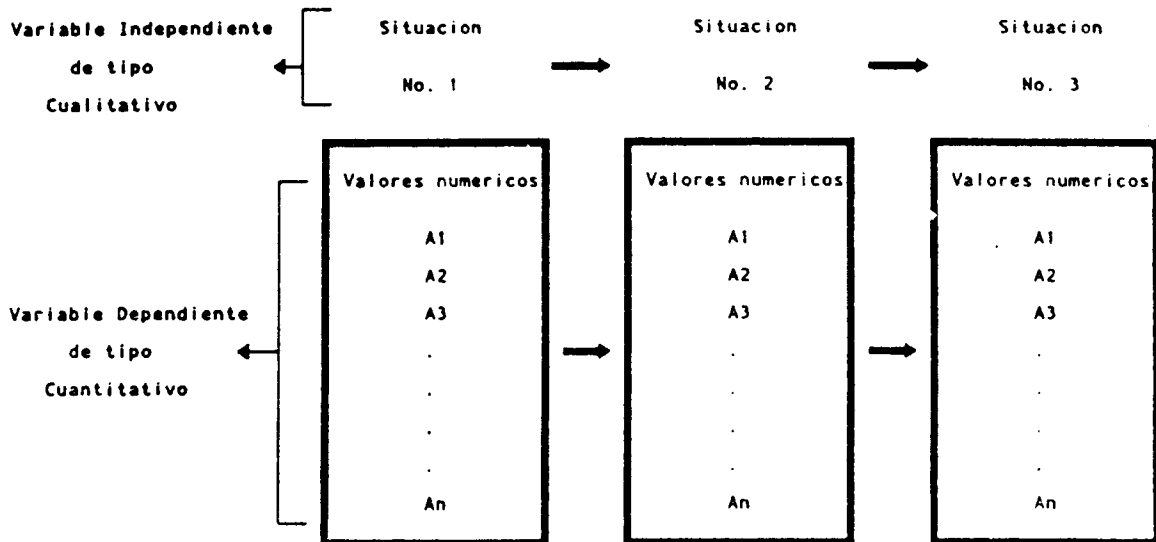 Variable Independiente
de tipo
Cualitativo
Situacion
No. 1
Situacion
No. 2
Situacion
No. 3
Variable Dependiente
de tipo
Cuantitativo
Valores numericos
A1
A2
A3
.
.
.
.
An
Valores numericos
A1
A2
A3
.
.
.
.
An
Valores numericos
A1
A2
A3
.
.
.
.
An